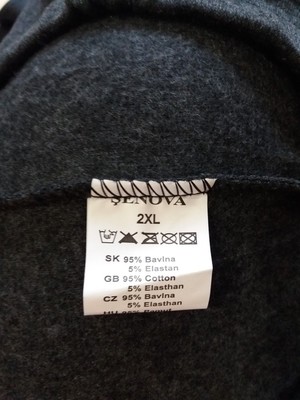 ŞENOVA
2XL
SK 95% Bavlna
5% Elastan
GB 95% Cotton
5% Elasthan
CZ 95% Bavlna
5% Elasthan